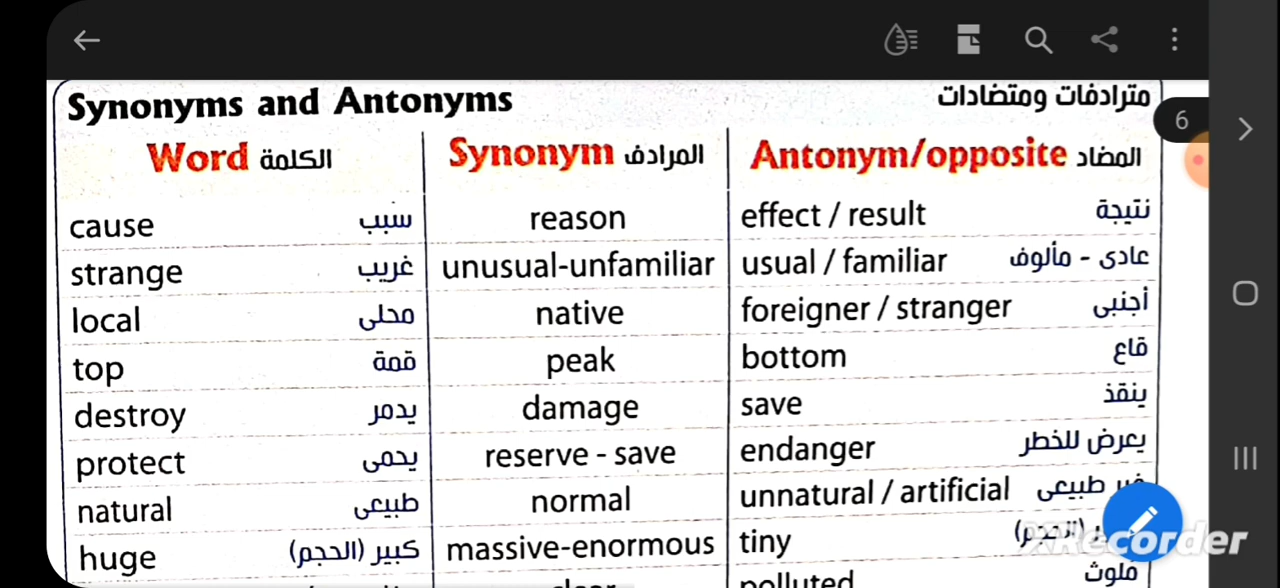 Synonyms and Antonyms مترادفات ومتضادات
6
Word الكلمة Synonym المرادف Antonym/opposite المضاد
cause سبب reason effect / result نتيجة
strange غريب unusual-unfamiliar usual / familiar عادى - مألوف
local محلى native foreigner / stranger أجنبى
top قمة peak bottom قاع
destroy يدمر damage save ينقذ
protect يحمى reserve - save endanger يعرض للخطر
natural طبيعى normal unnatural / artificial طبيعى
huge كبير (الحجم) massive-enormous tiny (الحجم)
clear polluted ملوث
XRecorder